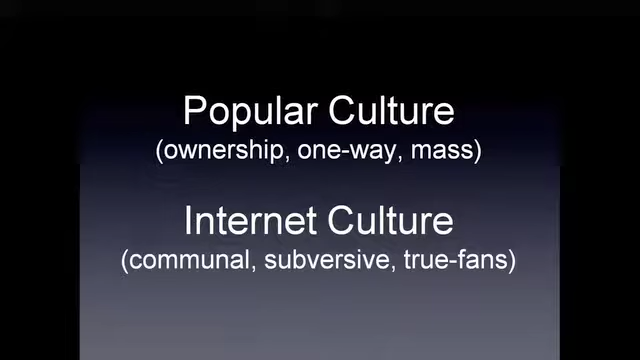 Popular Culture
(ownership, one-way, mass)
Internet Culture
(communal, subversive, true-fans)